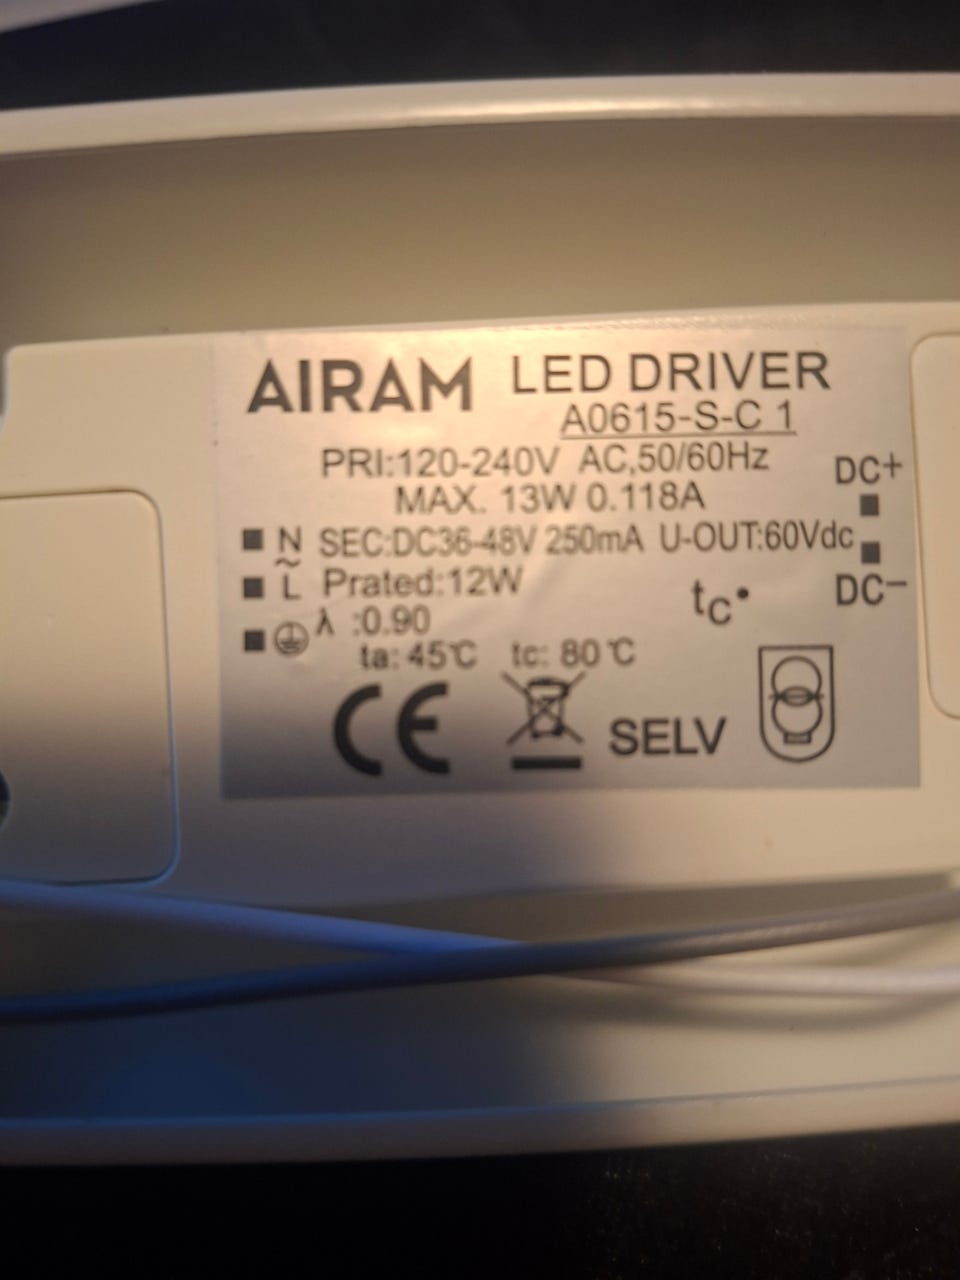 AIRAM LED DRIVER
A0615-S-C 1
PRI:120-240V AC,50/60Hz
MAX. 13W 0.118A
DC+
N SEC:DC36-48V 250mA U-OUT:60Vdc
~
L Prated:12W
tc•
DC−
λ :0.90
ta: 45℃ tc: 80℃
CE SELV